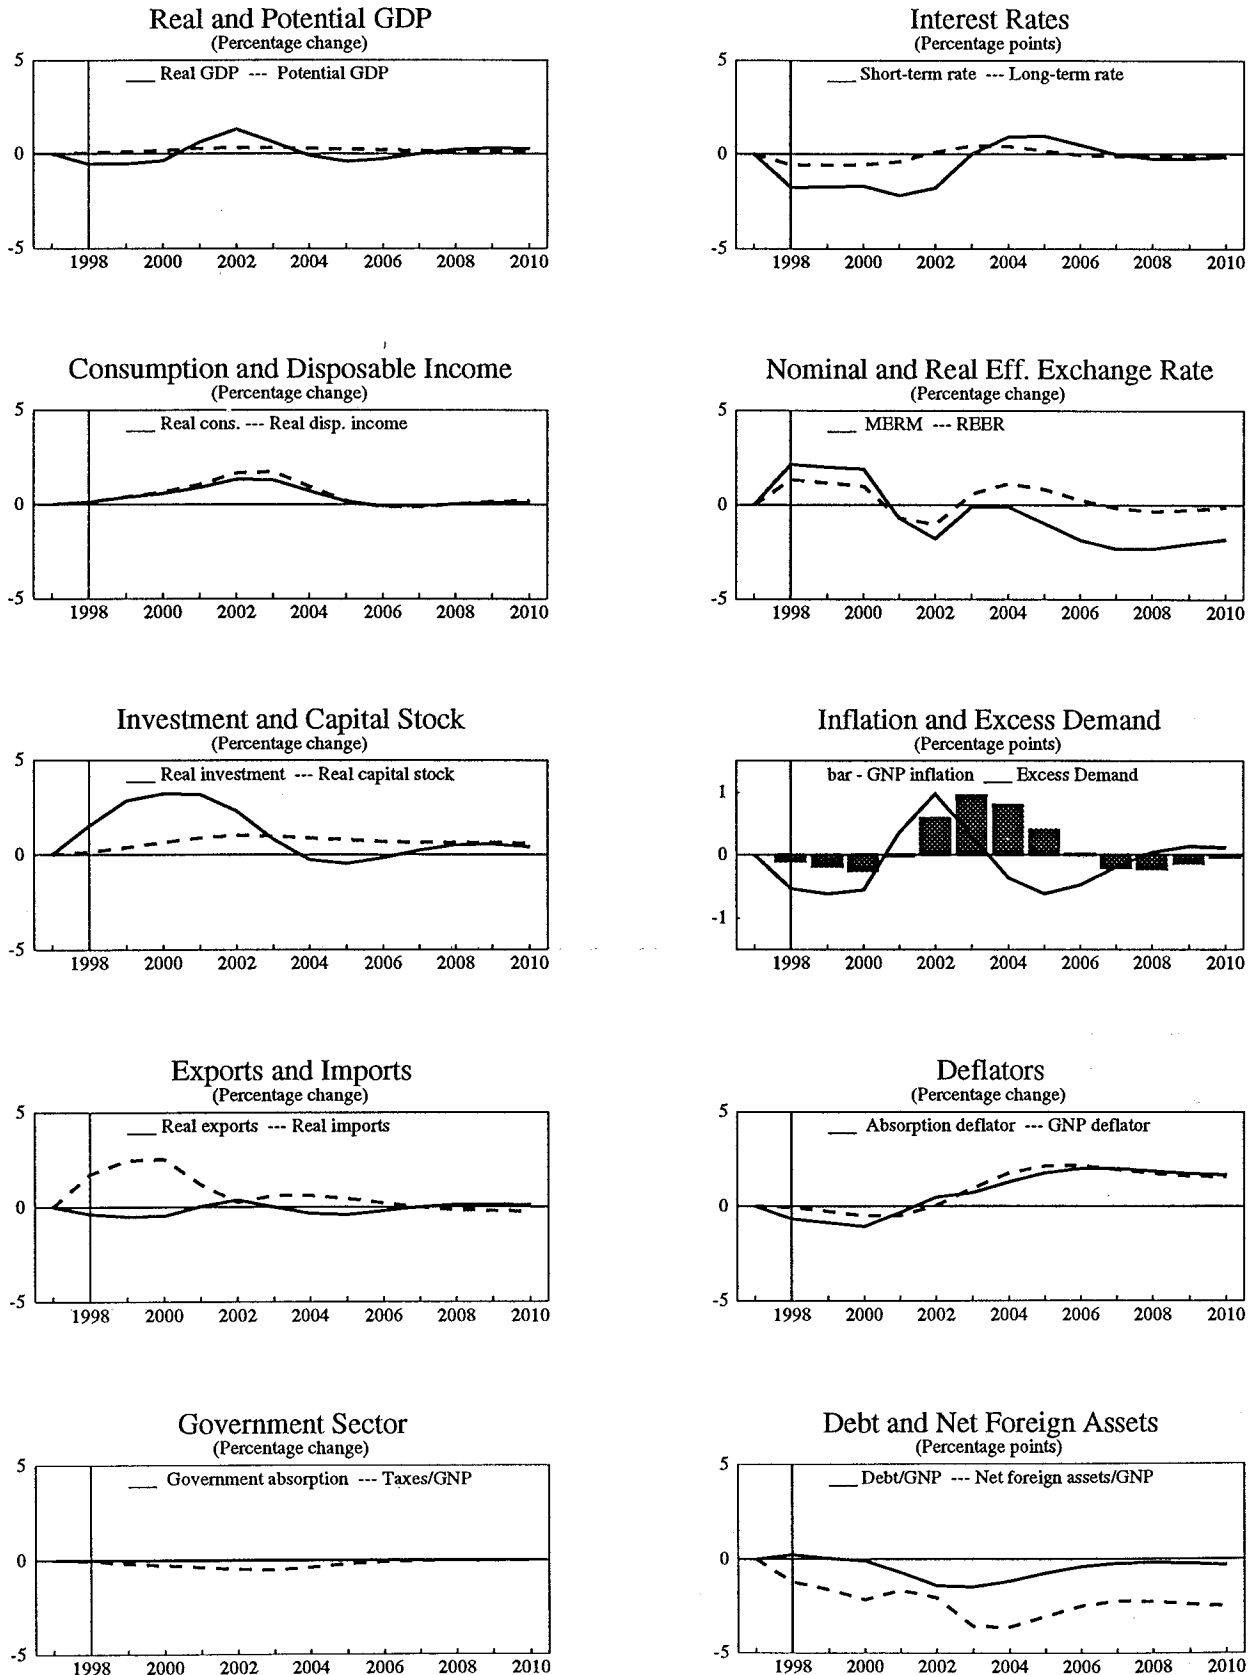 Real and Potential GDP
(Percentage change)
5
___ Real GDP --- Potential GDP
0
-5
1998 2000 2002 2004 2006 2008 2010
Interest Rates
(Percentage points)
5
___ Short-term rate --- Long-term rate
0
-5
1998 2000 2002 2004 2006 2008 2010
Consumption and Disposable Income
(Percentage change)
5
___ Real cons. --- Real disp. income
0
-5
1998 2000 2002 2004 2006 2008 2010
Nominal and Real Eff. Exchange Rate
(Percentage change)
5
___ MERM --- REER
0
-5
1998 2000 2002 2004 2006 2008 2010
Investment and Capital Stock
(Percentage change)
5
___ Real investment --- Real capital stock
0
-5
1998 2000 2002 2004 2006 2008 2010
Inflation and Excess Demand
(Percentage points)
bar - GNP inflation ___ Excess Demand
1
0
-1
1998 2000 2002 2004 2006 2008 2010
Exports and Imports
(Percentage change)
5
___ Real exports --- Real imports
0
-5
1998 2000 2002 2004 2006 2008 2010
Deflators
(Percentage change)
5
___ Absorption deflator --- GNP deflator
0
-5
1998 2000 2002 2004 2006 2008 2010
Government Sector
(Percentage change)
5
___ Government absorption --- Taxes/GNP
0
-5
1998 2000 2002 2004 2006 2008 2010
Debt and Net Foreign Assets
(Percentage points)
5
___ Debt/GNP --- Net foreign assets/GNP
0
-5
1998 2000 2002 2004 2006 2008 2010